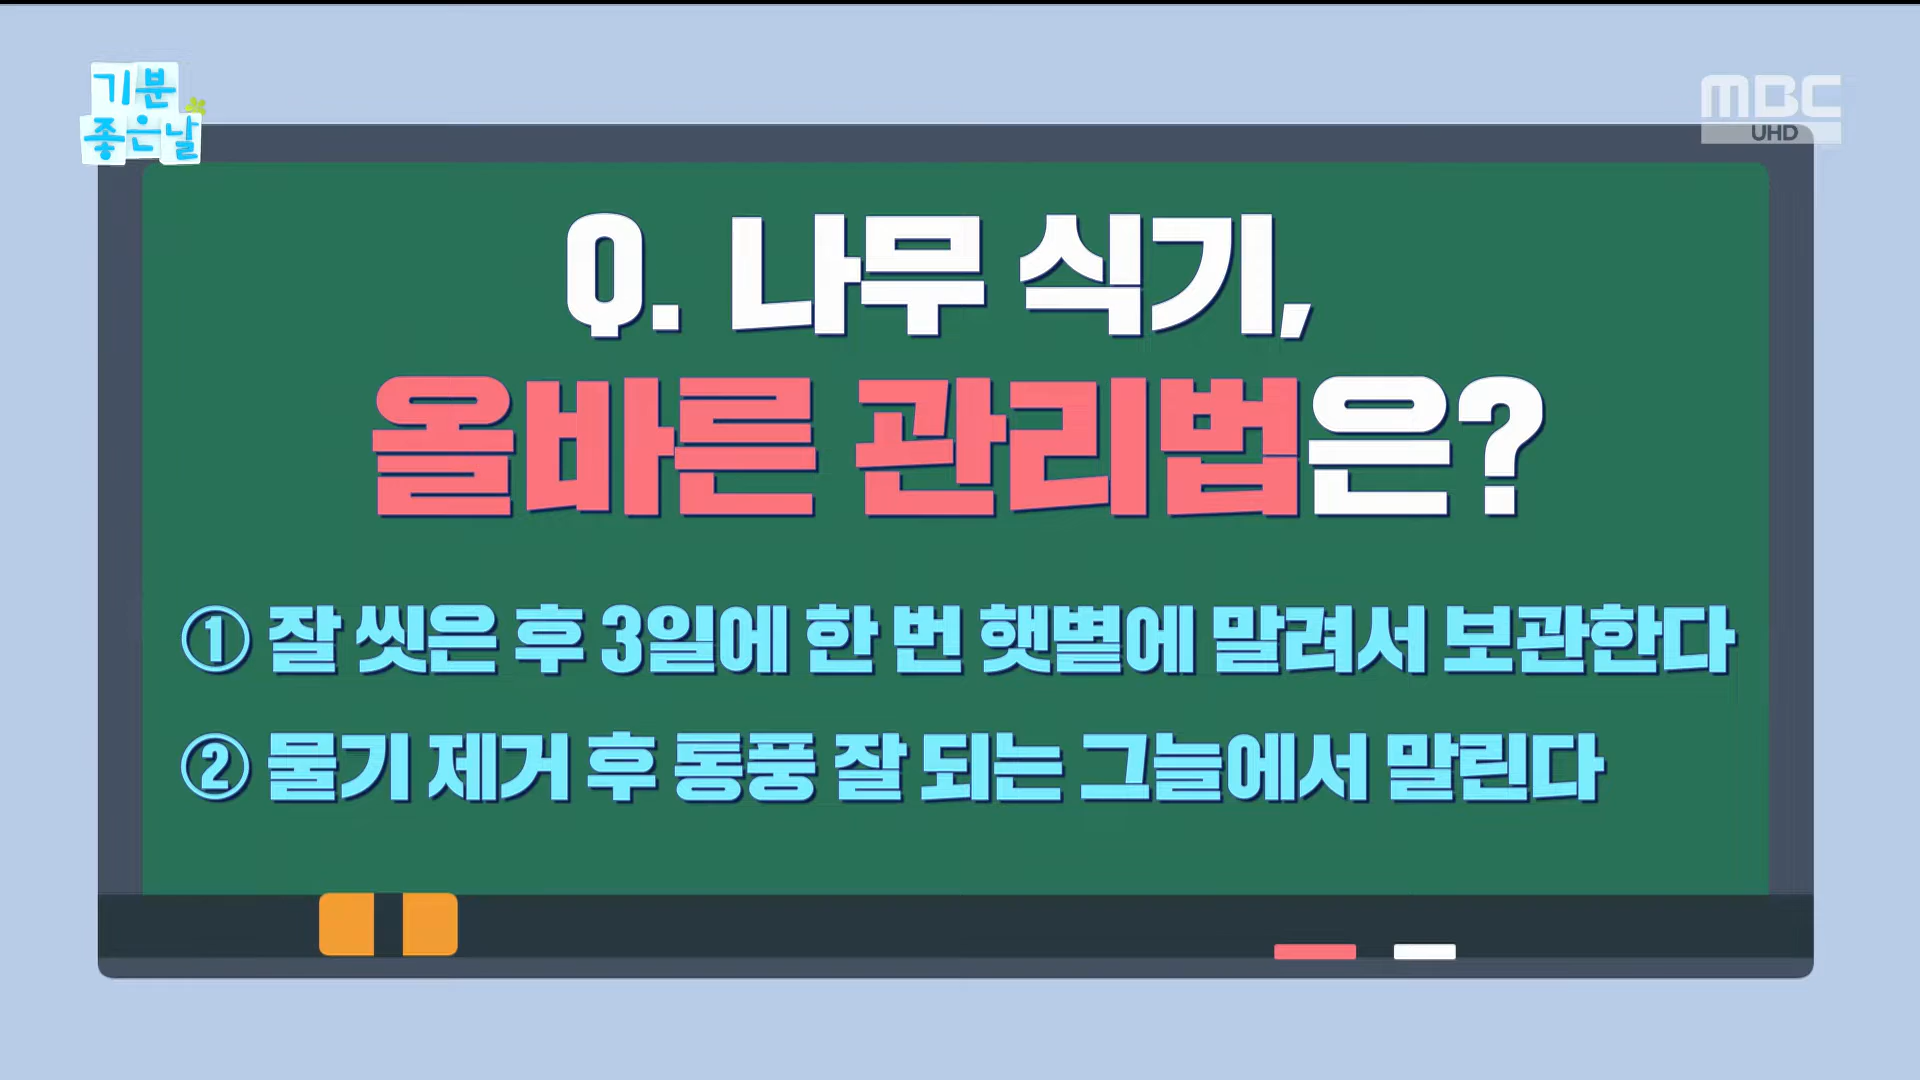 기분
좋은날
MBC
UHD
Q. 나무 식기,
올바른 관리법은?
① 잘 씻은 후 3일에 한 번 햇볕에 말려서 보관한다
② 물기 제거 후 통풍 잘 되는 그늘에서 말린다